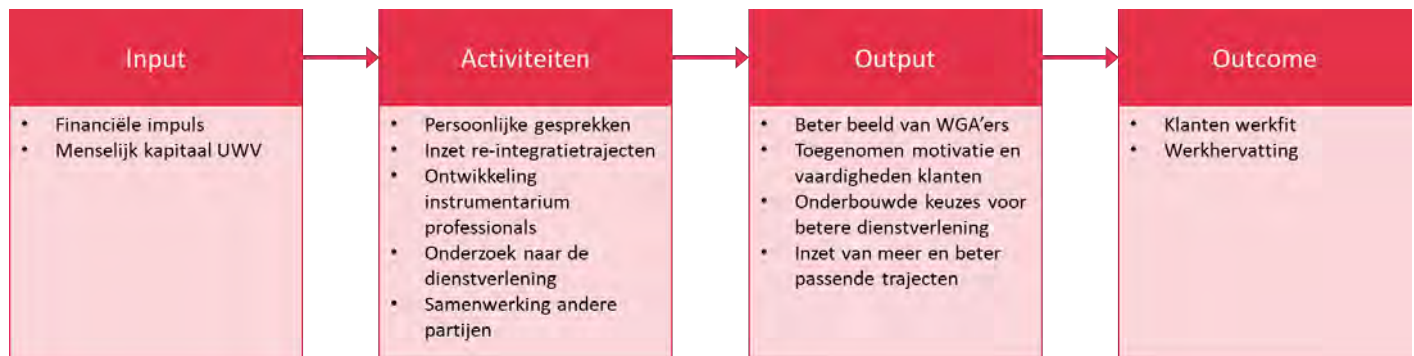 Input
• Financiële impuls
• Menselijk kapitaal UWV
Activiteiten
• Persoonlijke gesprekken
• Inzet re-integratietrajecten
• Ontwikkeling
instrumentarium
professionals
• Onderzoek naar de
dienstverlening
• Samenwerking andere
partijen
Output
• Beter beeld van WGA’ers
• Toegenomen motivatie en
vaardigheden klanten
• Onderbouwde keuzes voor
betere dienstverlening
• Inzet van meer en beter
passende trajecten
Outcome
• Klanten werkfit
• Werkhervatting